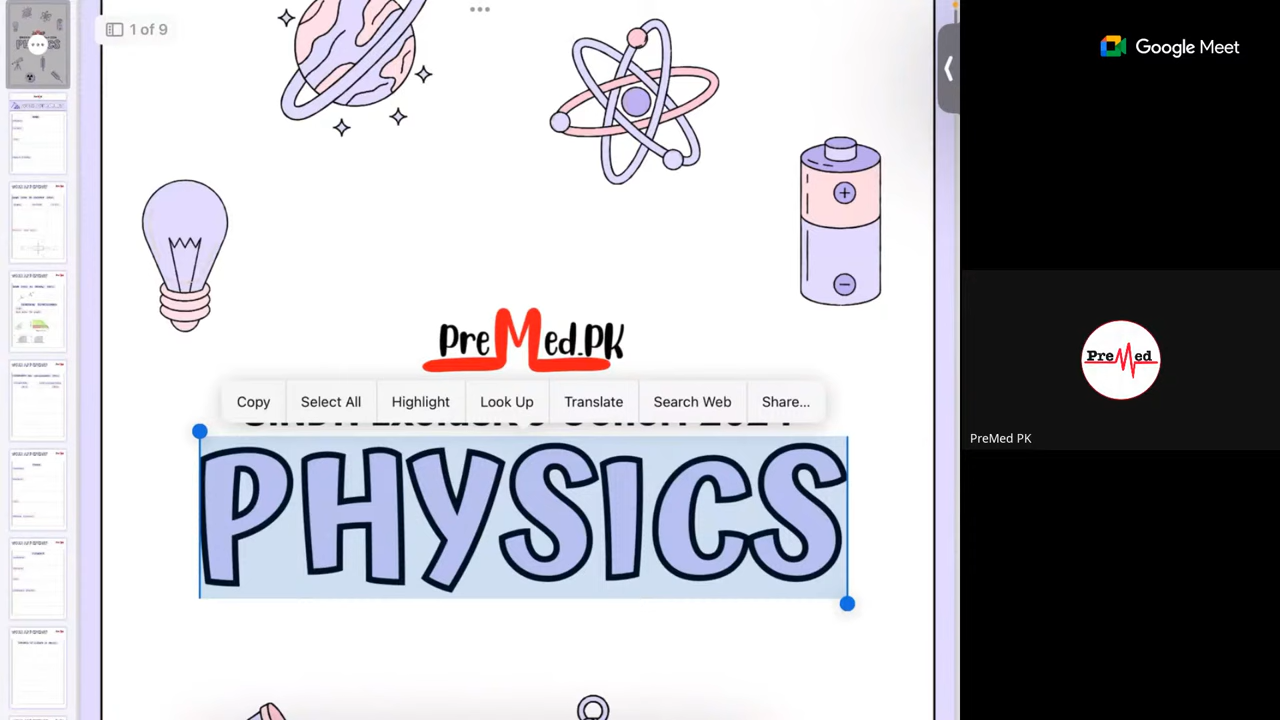 1 of 9
Google Meet
PreMed.PK
Copy Select All Highlight Look Up Translate Search Web Share...
PHYSICS
PreMed
PreMed PK